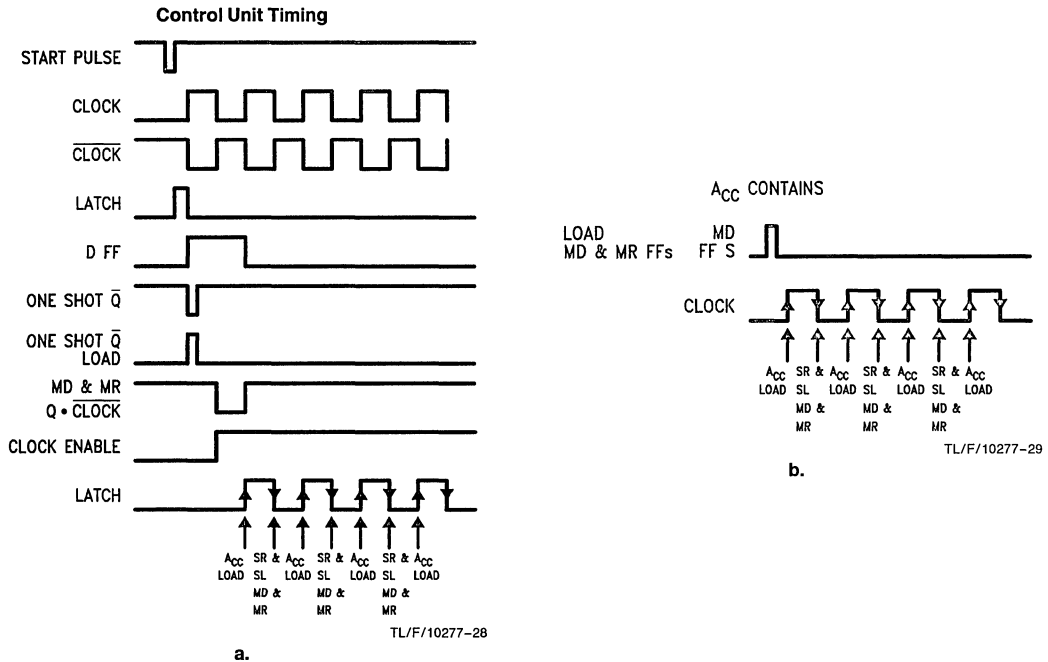 Control Unit Timing
START PULSE
CLOCK
CLOCK
LATCH
D FF
ONE SHOT Q̅
ONE SHOT Q̅
LOAD
MD & MR
Q • C̅L̅O̅C̅K̅
CLOCK ENABLE
LATCH
ACC SR & ACC SR & ACC SR & ACC
LOAD SL LOAD SL LOAD SL LOAD
MD & MD & MD &
MR MR MR
TL/F/10277–28
a.
ACC CONTAINS
LOAD MD
MD & MR FFs FF S
CLOCK
ACC SR & ACC SR & ACC SR & ACC
LOAD SL LOAD SL LOAD SL LOAD
MD & MD & MD &
MR MR MR
TL/F/10277–29
b.